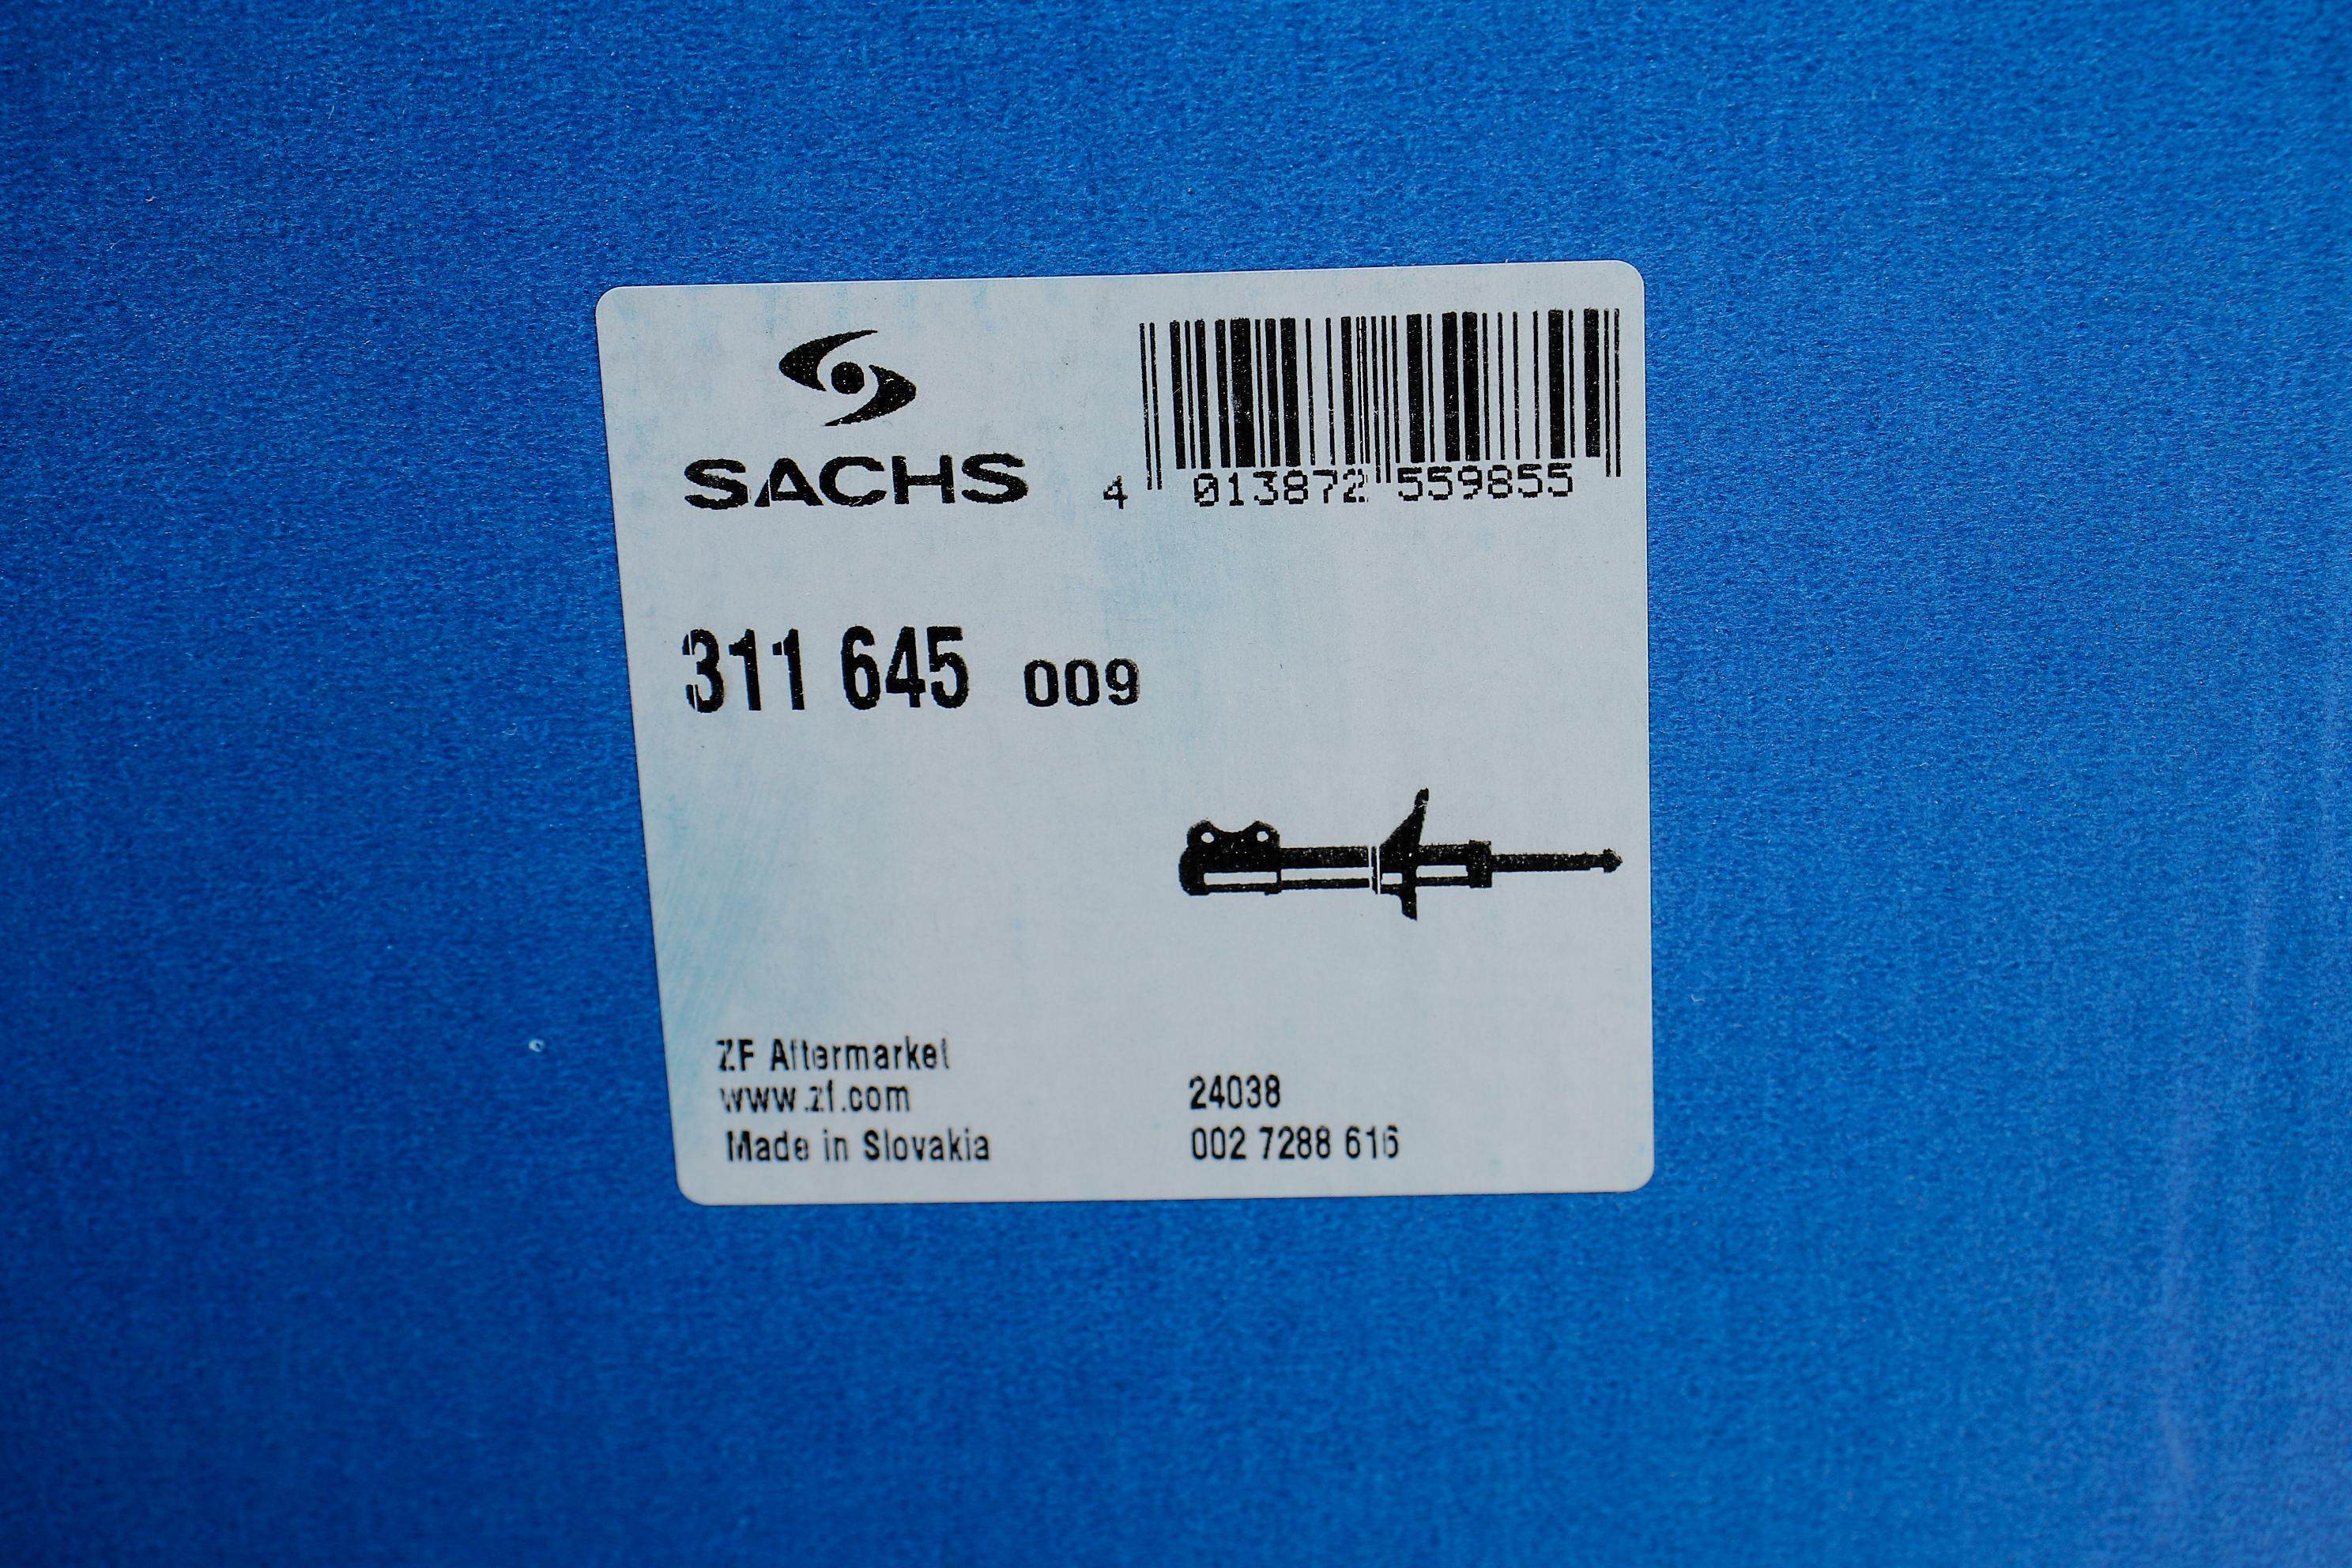 SACHS
4 013872 559855
311 645 009
ZF Aftermarket
www.zf.com
24038
Made in Slovakia
002 7288 616